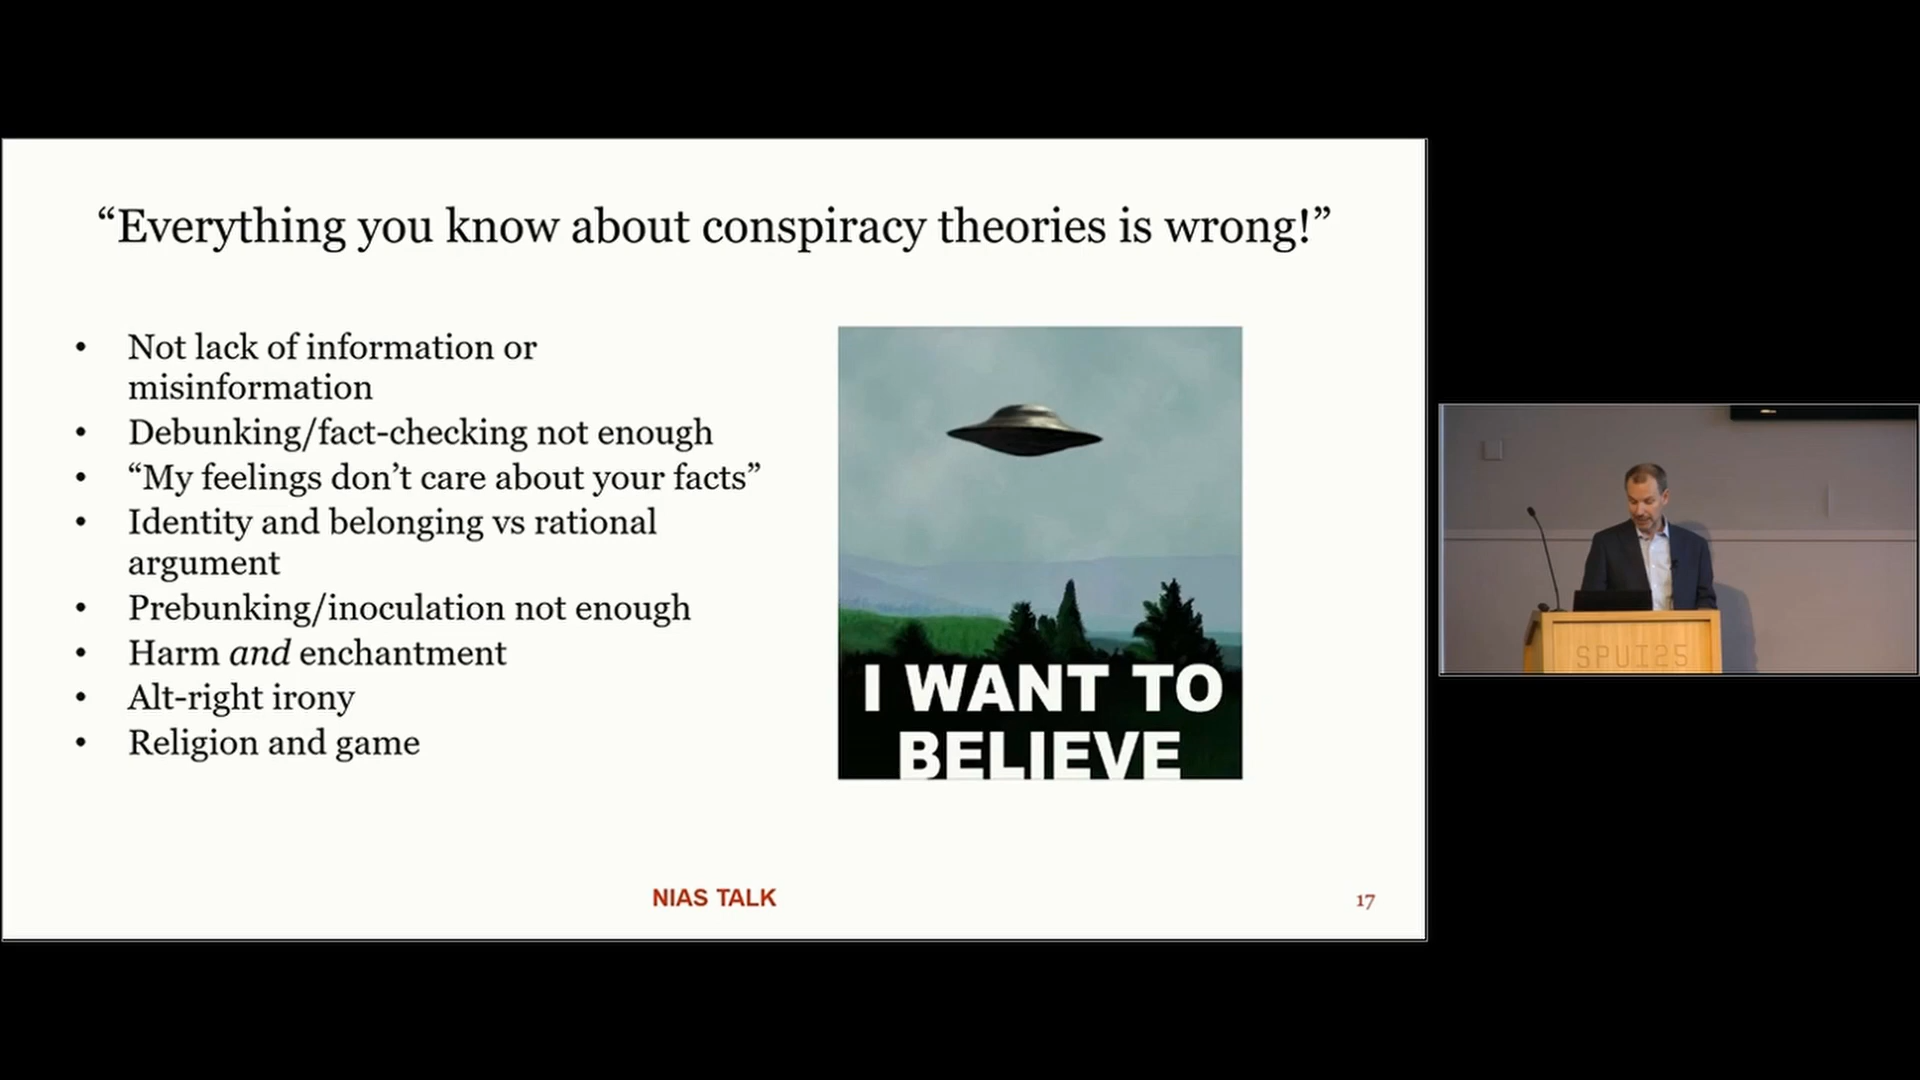 “Everything you know about conspiracy theories is wrong!”
• Not lack of information or
misinformation
• Debunking/fact-checking not enough
• “My feelings don’t care about your facts”
• Identity and belonging vs rational
argument
• Prebunking/inoculation not enough
• Harm and enchantment
• Alt-right irony
• Religion and game
I WANT TO
BELIEVE
NIAS TALK
17
SPUI25